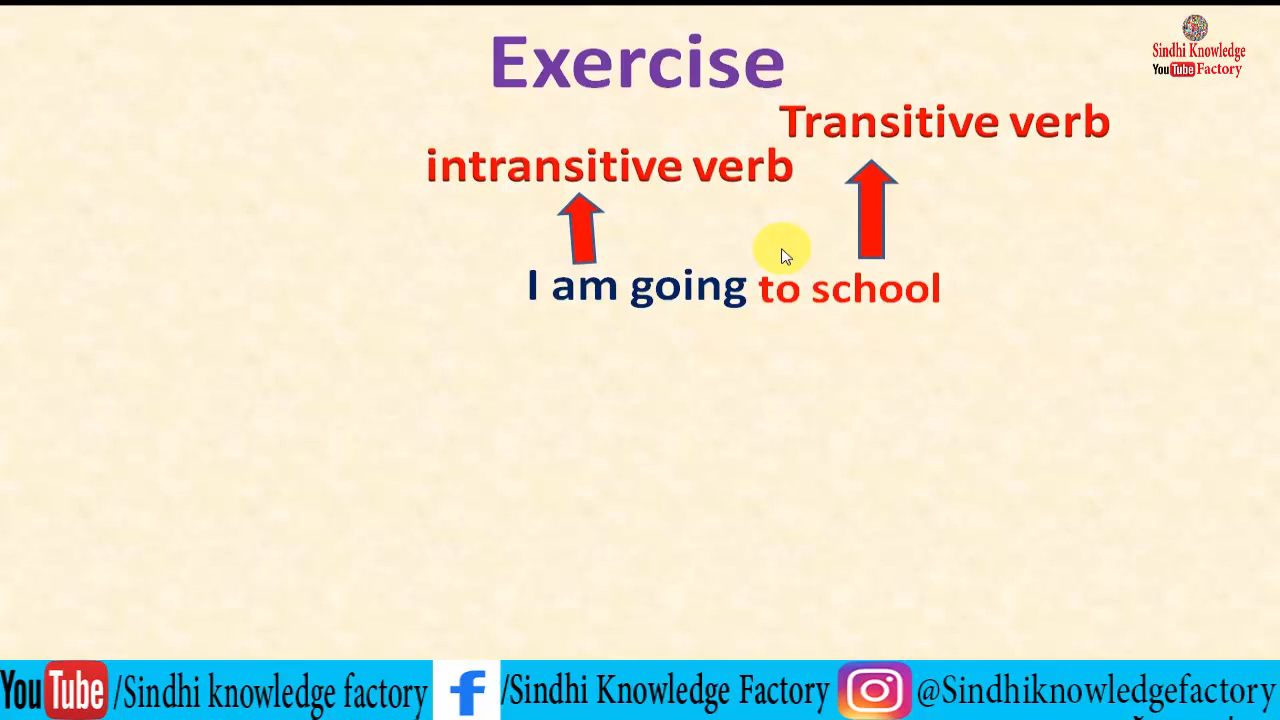 Exercise
Sindhi Knowledge
YouTube Factory
Transitive verb
intransitive verb
I am going to school
YouTube /Sindhi knowledge factory f /Sindhi Knowledge Factory @Sindhiknowledgefactory